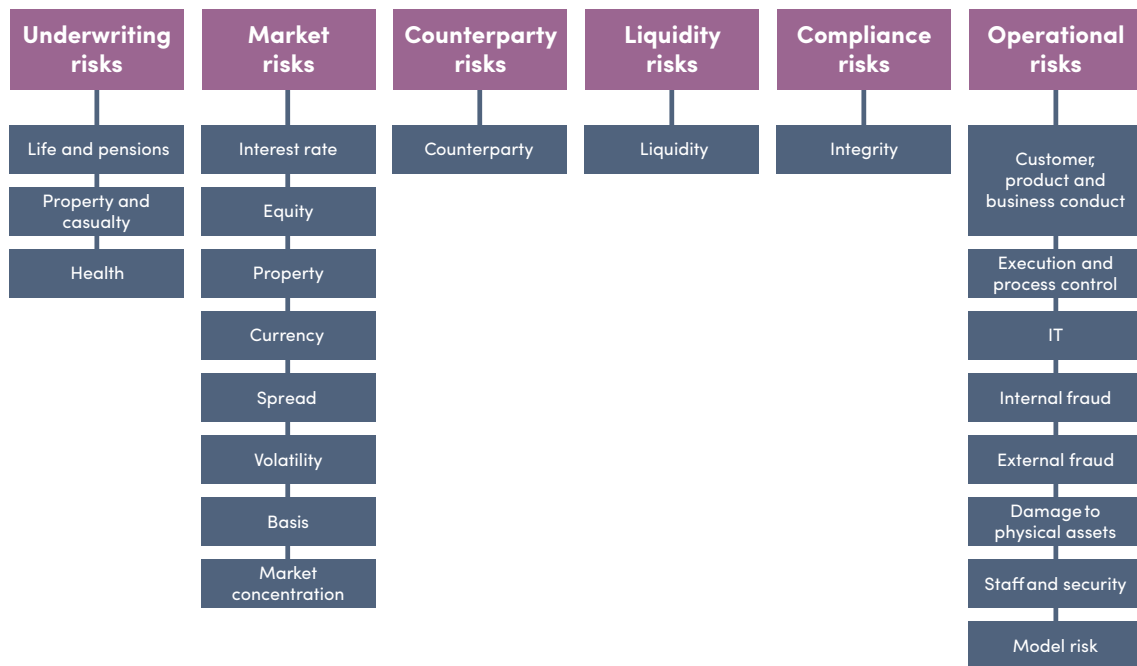 Underwriting
risks
Market
risks
Counterparty
risks
Liquidity
risks
Compliance
risks
Operational
risks
Life and pensions
Property and
casualty
Health
Interest rate
Equity
Property
Currency
Spread
Volatility
Basis
Market
concentration
Counterparty
Liquidity
Integrity
Customer,
product and
business conduct
Execution and
process control
IT
Internal fraud
External fraud
Damage to
physical assets
Staff and security
Model risk